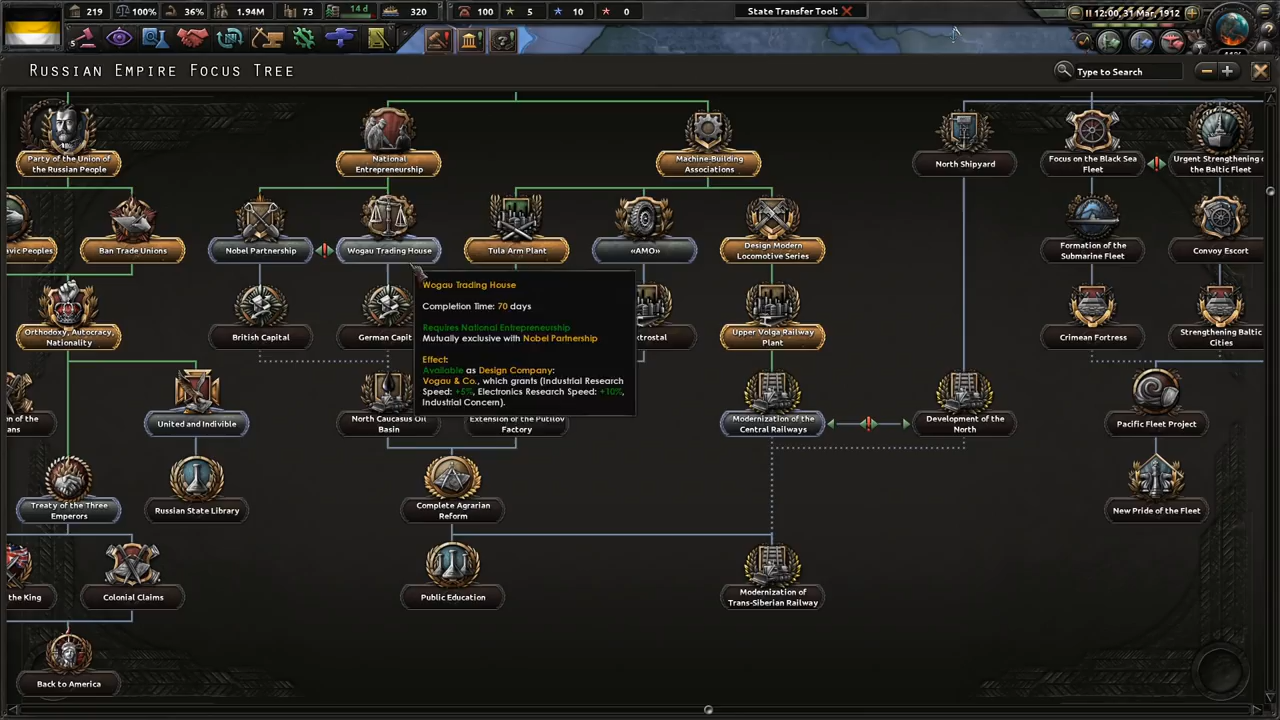 219 100% 36% 1.94M 73 14 d 320 100 5 10 0 State Transfer Tool: 12:00, 31 Mar, 1912
5
RUSSIAN EMPIRE FOCUS TREE
Type to Search
Party of the Union of
the Russian People
National
Entrepreneurship
Machine-Building
Associations
North Shipyard
Focus on the Black Sea
Fleet
Urgent Strengthening
the Baltic Fleet
Peoples
Ban Trade Unions
Nobel Partnership
Wogau Trading House
Tula Arm Plant
«AMO»
Design Modern
Locomotive Series
Formation of the
Submarine Fleet
Convoy Escort
Wogau Trading House
Completion Time: 70 days
Requires National Entrepreneurship
Mutually exclusive with Nobel Partnership
Effect:
Available as Design Company:
Vogau & Co., which grants (Industrial Research
Speed: +5%, Electronics Research Speed: +10%,
Industrial Concern).
Orthodoxy, Autocracy,
Nationality
British Capital
German Capit
ktrostal
Upper Volga Railway
Plant
Crimean Fortress
Strengthening Baltic
Cities
on of the
ans
United and Indivible
North Caucasus Oil
Basin
Extension of the Putilov
Factory
Modernization of the
Central Railways
Development of the
North
Pacific Fleet Project
Treaty of the Three
Emperors
Russian State Library
Complete Agrarian
Reform
New Pride of the Fleet
the King
Colonial Claims
Public Education
Modernization of
Trans-Siberian Railway
Back to America